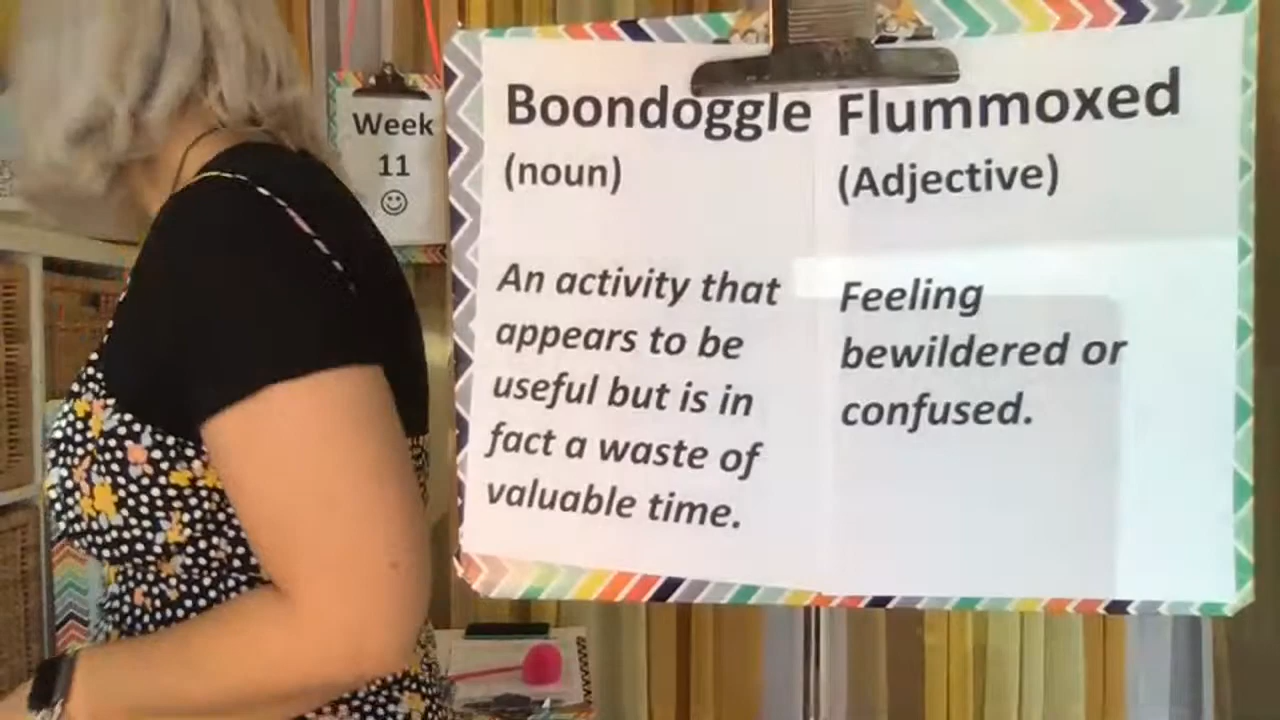 Week
11
Boondoggle
(noun)
An activity that
appears to be
useful but is in
fact a waste of
valuable time.
Flummoxed
(Adjective)
Feeling
bewildered or
confused.